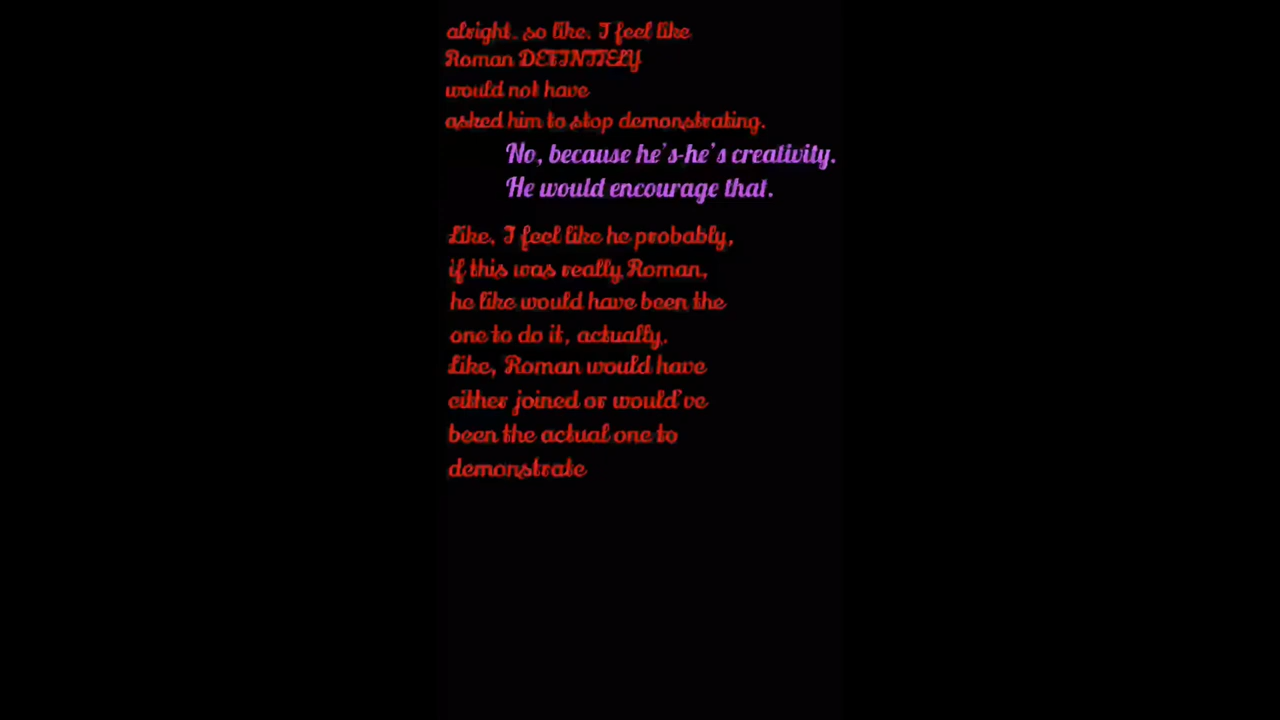 alright. so like. I feel like
Roman DEFINITELY
would not have
asked him to stop demonstrating.
No, because he's-he's creativity.
He would encourage that.
Like. I feel like he probably,
if this was really Roman,
he like would have been the
one to do it, actually.
Like, Roman would have
either joined or would've
been the actual one to
demonstrate